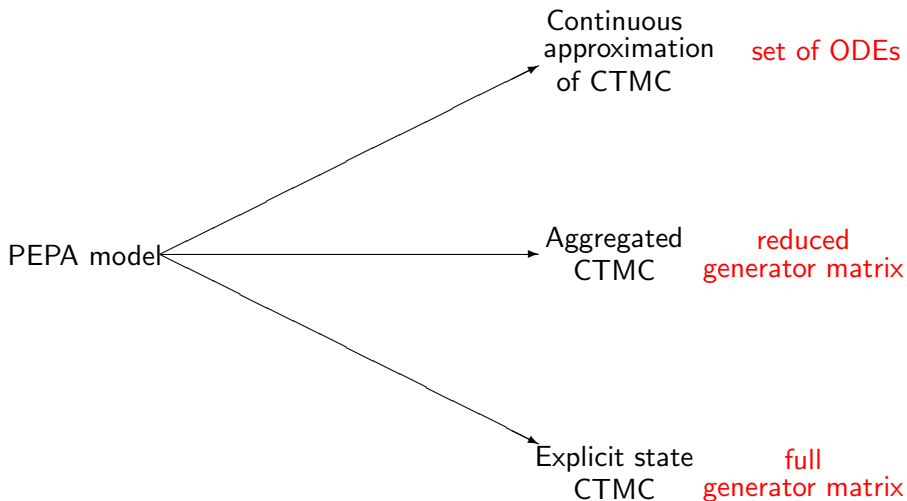 Continuous
approximation
of CTMC
set of ODEs
PEPA model
Aggregated
CTMC
reduced
generator matrix
Explicit state
CTMC
full
generator matrix